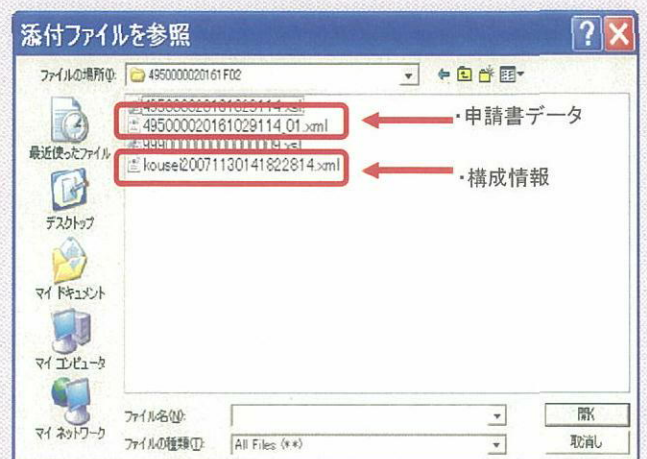 添付ファイルを参照
ファイルの場所(I):
4950000020161F02
495000020161029114.xsl
495000020161029114_01.xml
・申請書データ
kousei20071130141822814.xml
・構成情報
最近使ったファイル
デスクトップ
マイ ドキュメント
マイ コンピュータ
マイ ネットワーク
ファイル名(N):
開く
ファイルの種類(T):
All Files (*.*)
取消し